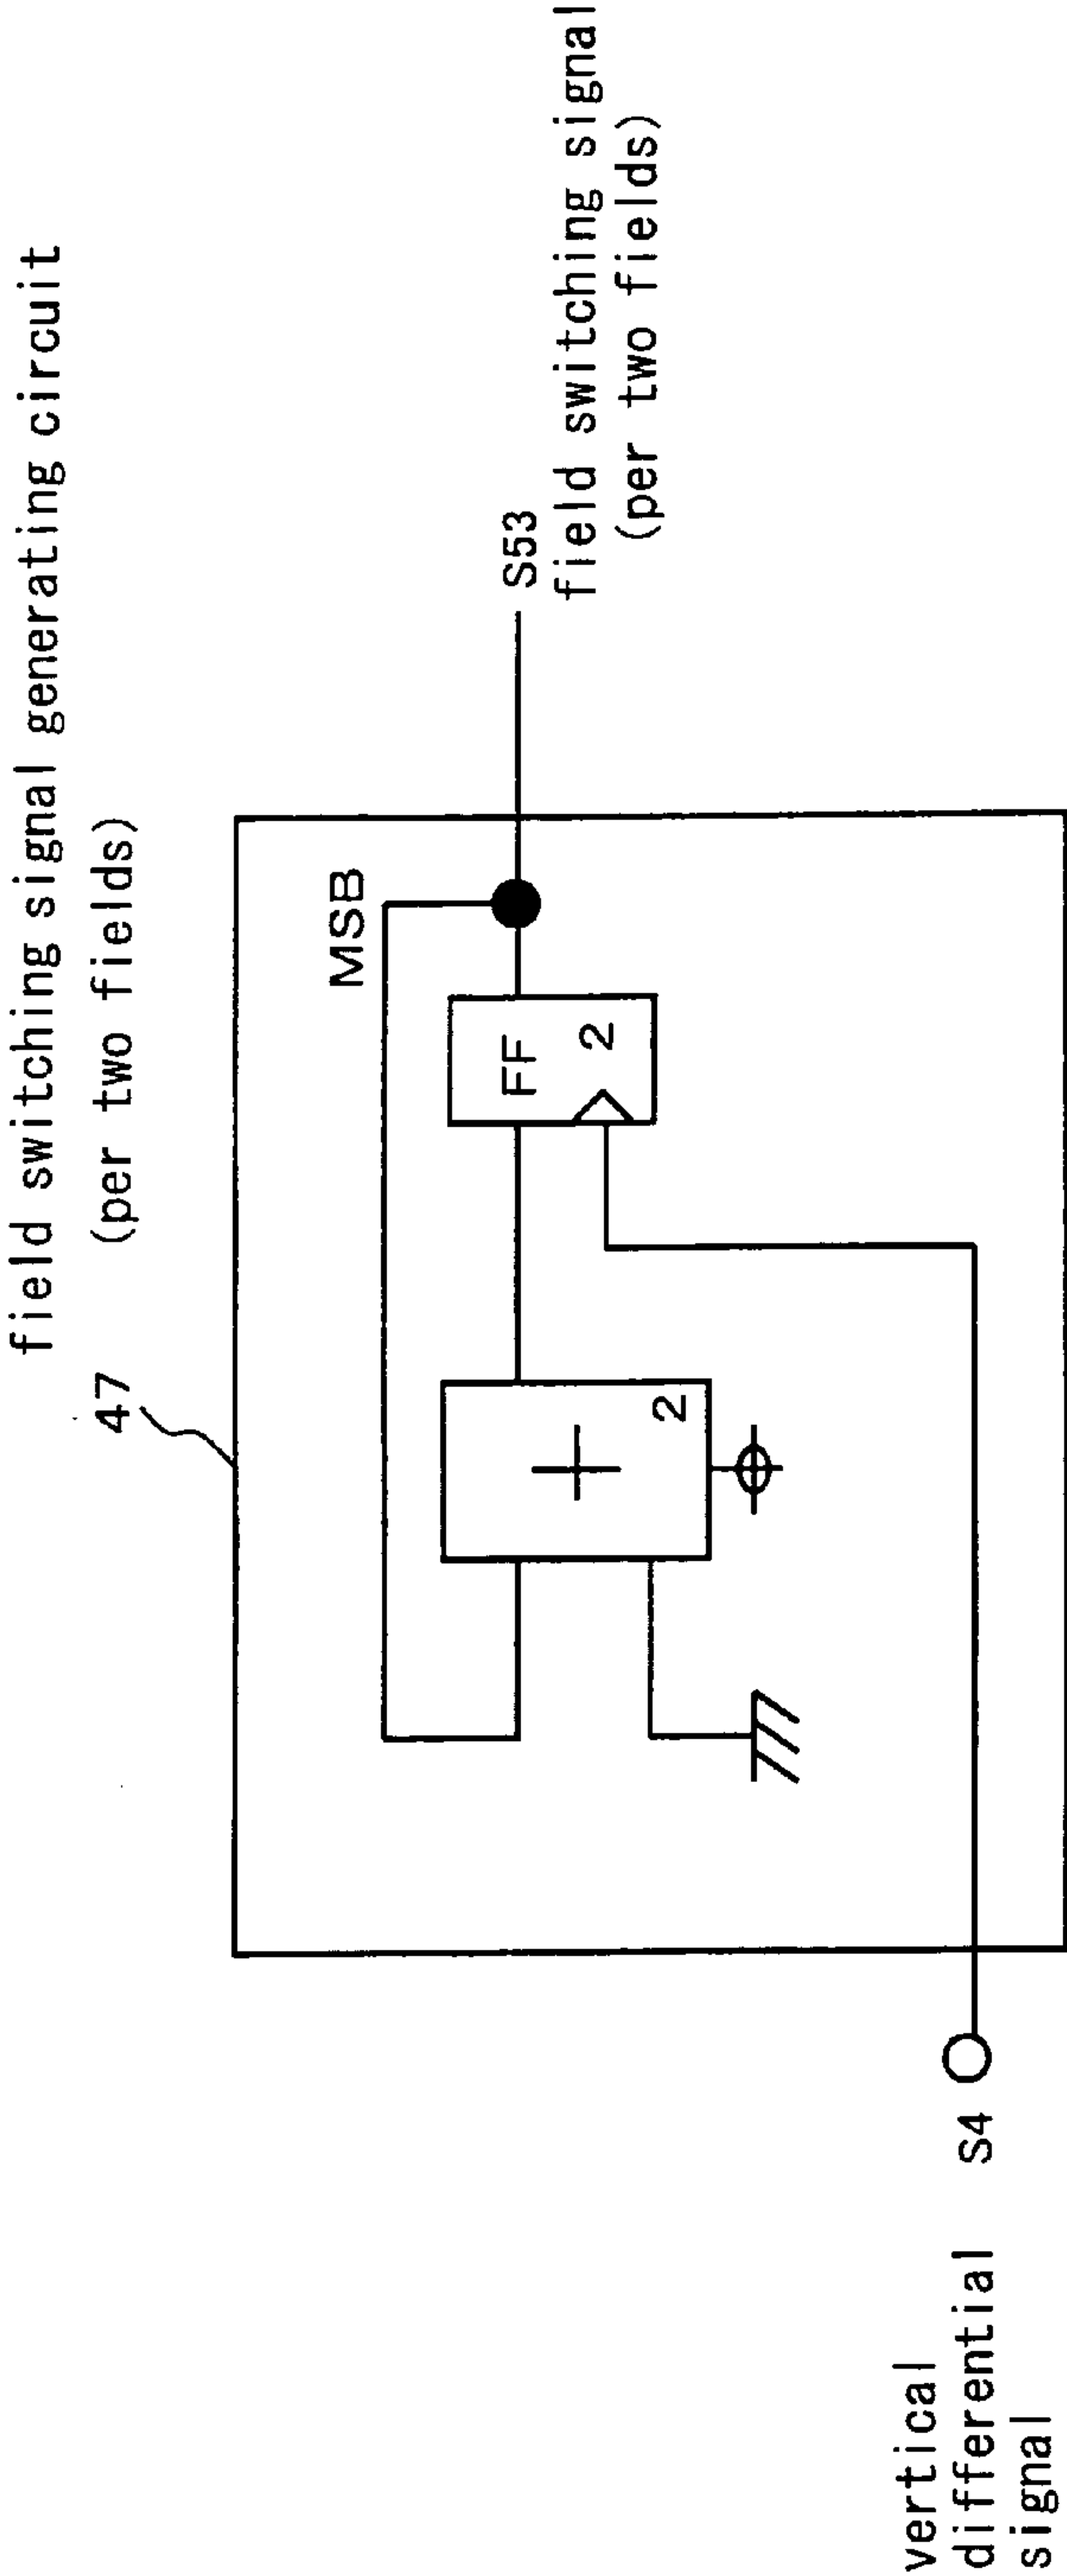 field switching signal generating circuit
(per two fields)
47
MSB
FF
2
+
2
S53
field switching signal
(per two fields)
S4
vertical
differential
signal